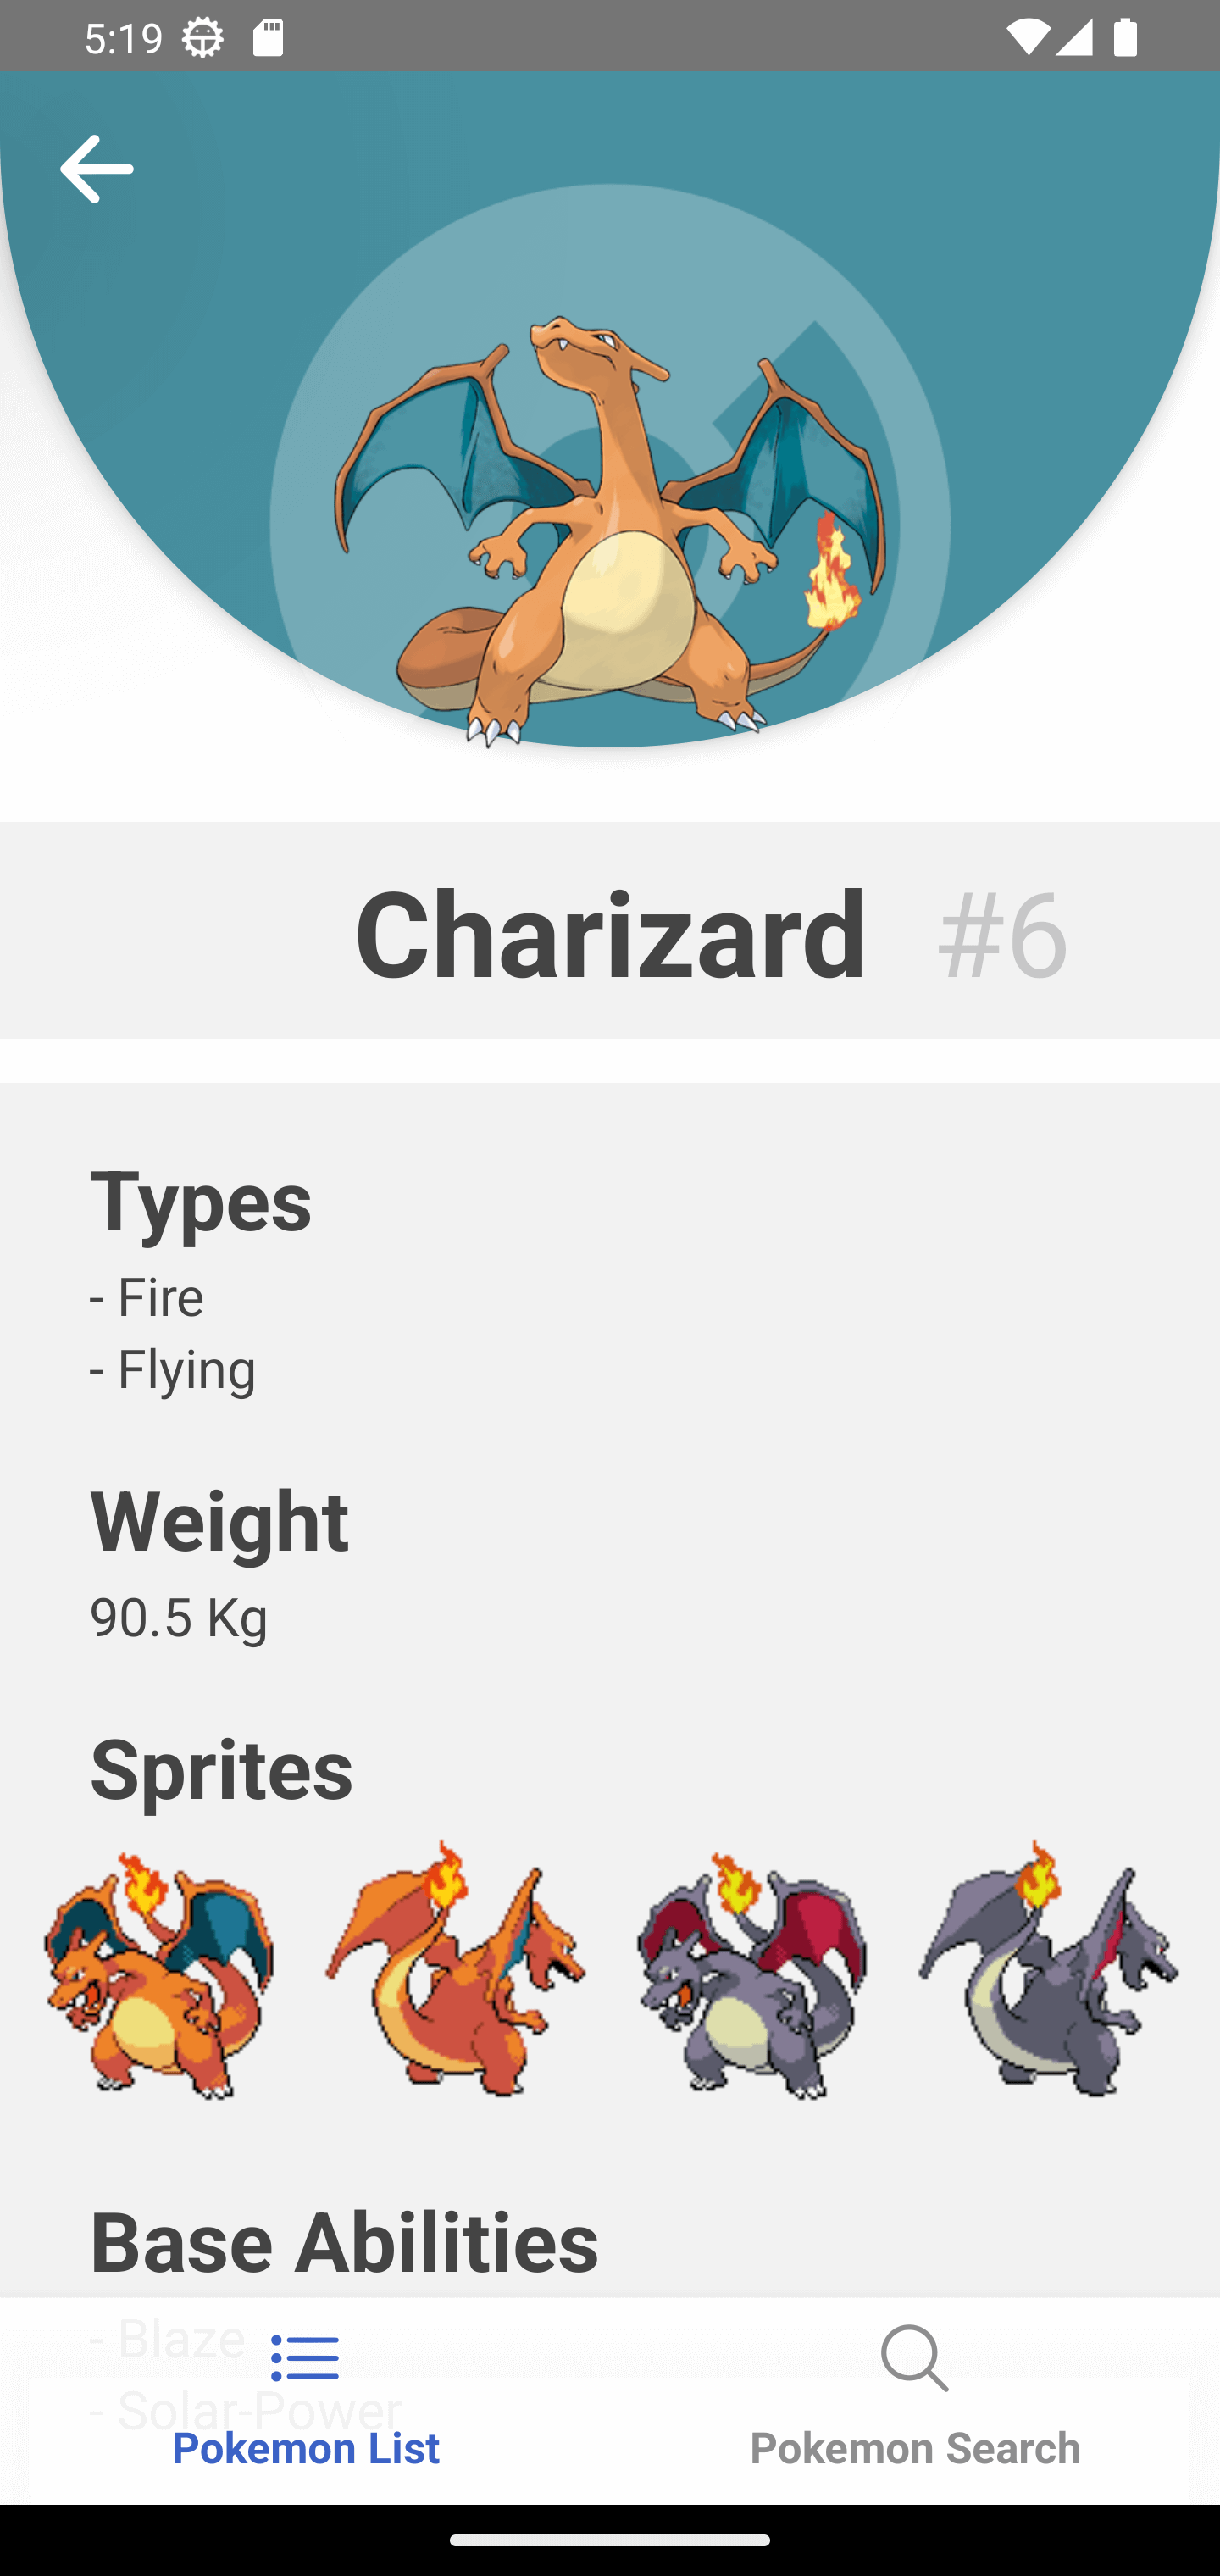 5:19
Charizard #6
Types
- Fire
- Flying
Weight
90.5 Kg
Sprites
Base Abilities
- Blaze
- Solar-Power
Pokemon List
Pokemon Search